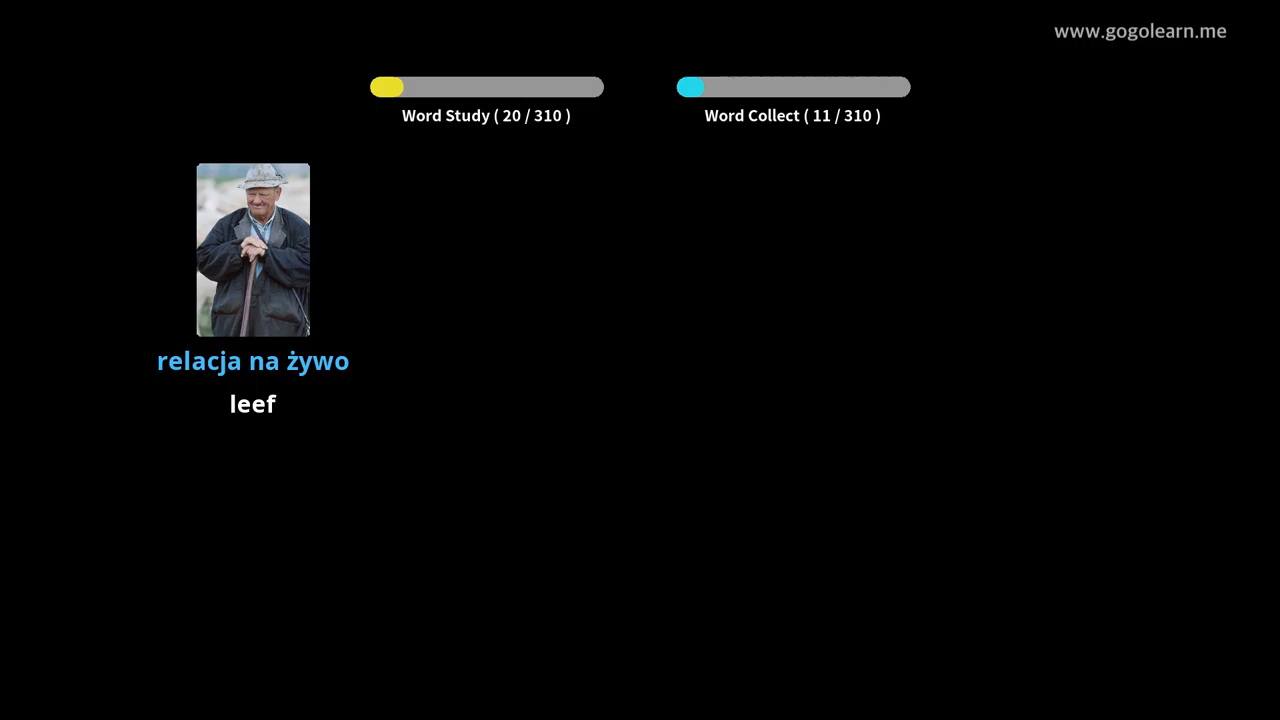 www.gogolearn.me
Word Study ( 20 / 310 )
Word Collect ( 11 / 310 )
relacja na żywo
leef